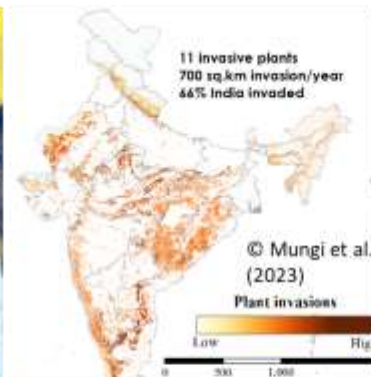 11 invasive plants
700 sq.km invasion/year
66% India invaded
© Mungi et al.
(2023)
Plant invasions
Low High
0 500 1,000